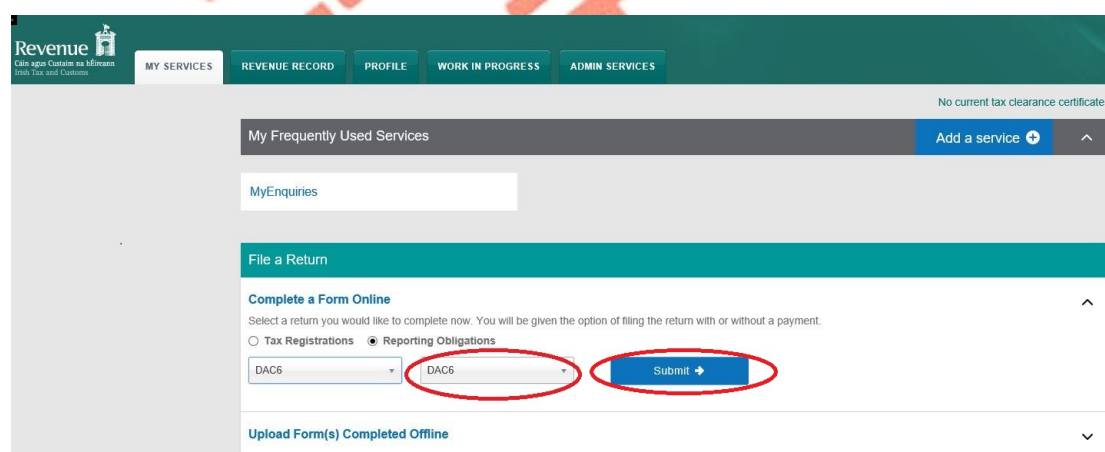 Revenue
Cáin agus Custaim na hÉireann
Irish Tax and Customs
MY SERVICES REVENUE RECORD PROFILE WORK IN PROGRESS ADMIN SERVICES
No current tax clearance certificate
My Frequently Used Services Add a service
MyEnquiries
File a Return
Complete a Form Online
Select a return you would like to complete now. You will be given the option of filing the return with or without a payment.
Tax Registrations Reporting Obligations
DAC6 DAC6 Submit
Upload Form(s) Completed Offline